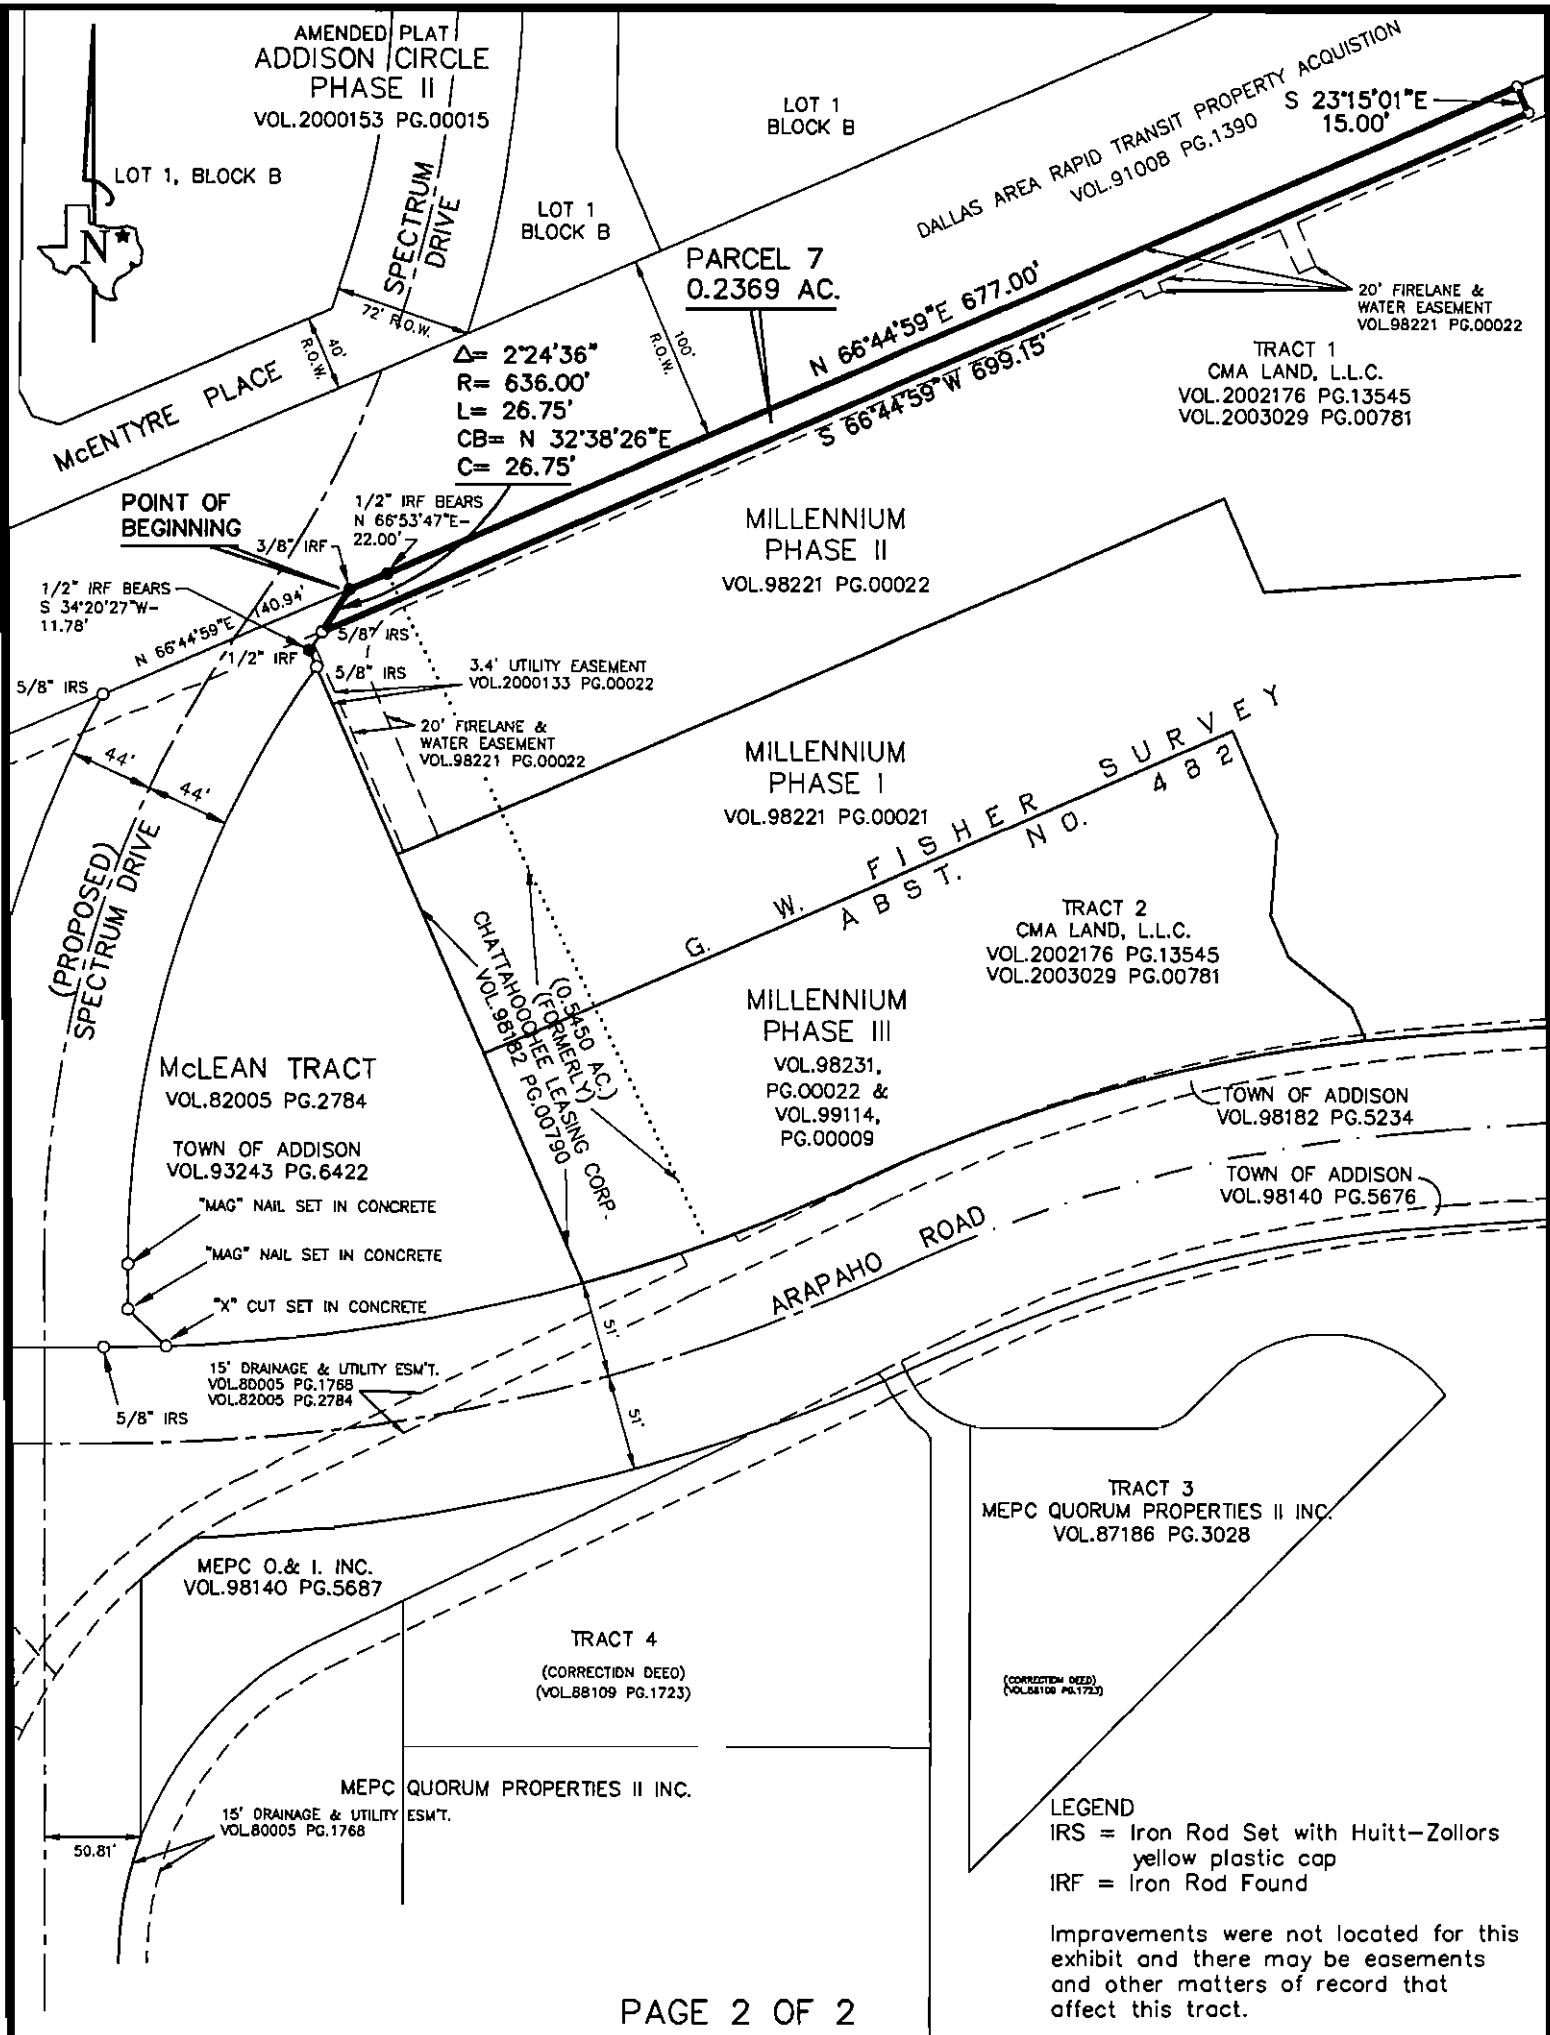 AMENDED PLAT
ADDISON CIRCLE
PHASE II
VOL.2000153 PG.00015
LOT 1, BLOCK B
N
SPECTRUM
DRIVE
LOT 1
BLOCK B
LOT 1
BLOCK B
DALLAS AREA RAPID TRANSIT PROPERTY ACQUISTION
VOL.91008 PG.1390
S 23°15'01"E
15.00'
PARCEL 7
0.2369 AC.
N 66°44'59"E 677.00'
S 66°44'59"W 699.15'
20' FIRELANE &
WATER EASEMENT
VOL.98221 PG.00022
TRACT 1
CMA LAND, L.L.C.
VOL.2002176 PG.13545
VOL.2003029 PG.00781
72' R.O.W.
40'
R.O.W.
100'
R.O.W.
McENTYRE PLACE
Δ= 2°24'36"
R= 636.00'
L= 26.75'
CB= N 32°38'26"E
C= 26.75'
POINT OF
BEGINNING
1/2" IRF BEARS
N 66°53'47"E-
22.00'
3/8" IRF
1/2" IRF BEARS
S 34°20'27"W-
11.78'
N 66°44'59"E 140.94'
5/8" IRS
1/2" IRF
5/8" IRS
5/8" IRS
3.4' UTILITY EASEMENT
VOL.2000133 PG.00022
20' FIRELANE &
WATER EASEMENT
VOL.98221 PG.00022
MILLENNIUM
PHASE II
VOL.98221 PG.00022
MILLENNIUM
PHASE I
VOL.98221 PG.00021
G. W. FISHER SURVEY
ABST. NO. 482
44'
44'
(PROPOSED)
SPECTRUM DRIVE
CHATTAHOOCHEE LEASING CORP.
VOL.98182 PG.00790
(FORMERLY)
(0.5450 AC.)
TRACT 2
CMA LAND, L.L.C.
VOL.2002176 PG.13545
VOL.2003029 PG.00781
MILLENNIUM
PHASE III
VOL.98231,
PG.00022 &
VOL.99114,
PG.00009
McLEAN TRACT
VOL.82005 PG.2784
TOWN OF ADDISON
VOL.93243 PG.6422
"MAG" NAIL SET IN CONCRETE
"MAG" NAIL SET IN CONCRETE
"X" CUT SET IN CONCRETE
TOWN OF ADDISON
VOL.98182 PG.5234
TOWN OF ADDISON
VOL.98140 PG.5676
ARAPAHO ROAD
51'
51'
15' DRAINAGE & UTILITY ESM'T.
VOL.80005 PG.1768
VOL.82005 PG.2784
5/8" IRS
TRACT 3
MEPC QUORUM PROPERTIES II INC.
VOL.87186 PG.3028
MEPC O.& I. INC.
VOL.98140 PG.5687
TRACT 4
(CORRECTION DEED)
(VOL.88109 PG.1723)
(CORRECTION DEED)
(VOL.88109 PG.1723)
MEPC QUORUM PROPERTIES II INC.
15' DRAINAGE & UTILITY ESM'T.
VOL.80005 PG.1768
50.81'
LEGEND
IRS = Iron Rod Set with Huitt-Zollors
yellow plastic cap
IRF = Iron Rod Found
Improvements were not located for this
exhibit and there may be easements
and other matters of record that
affect this tract.
PAGE 2 OF 2